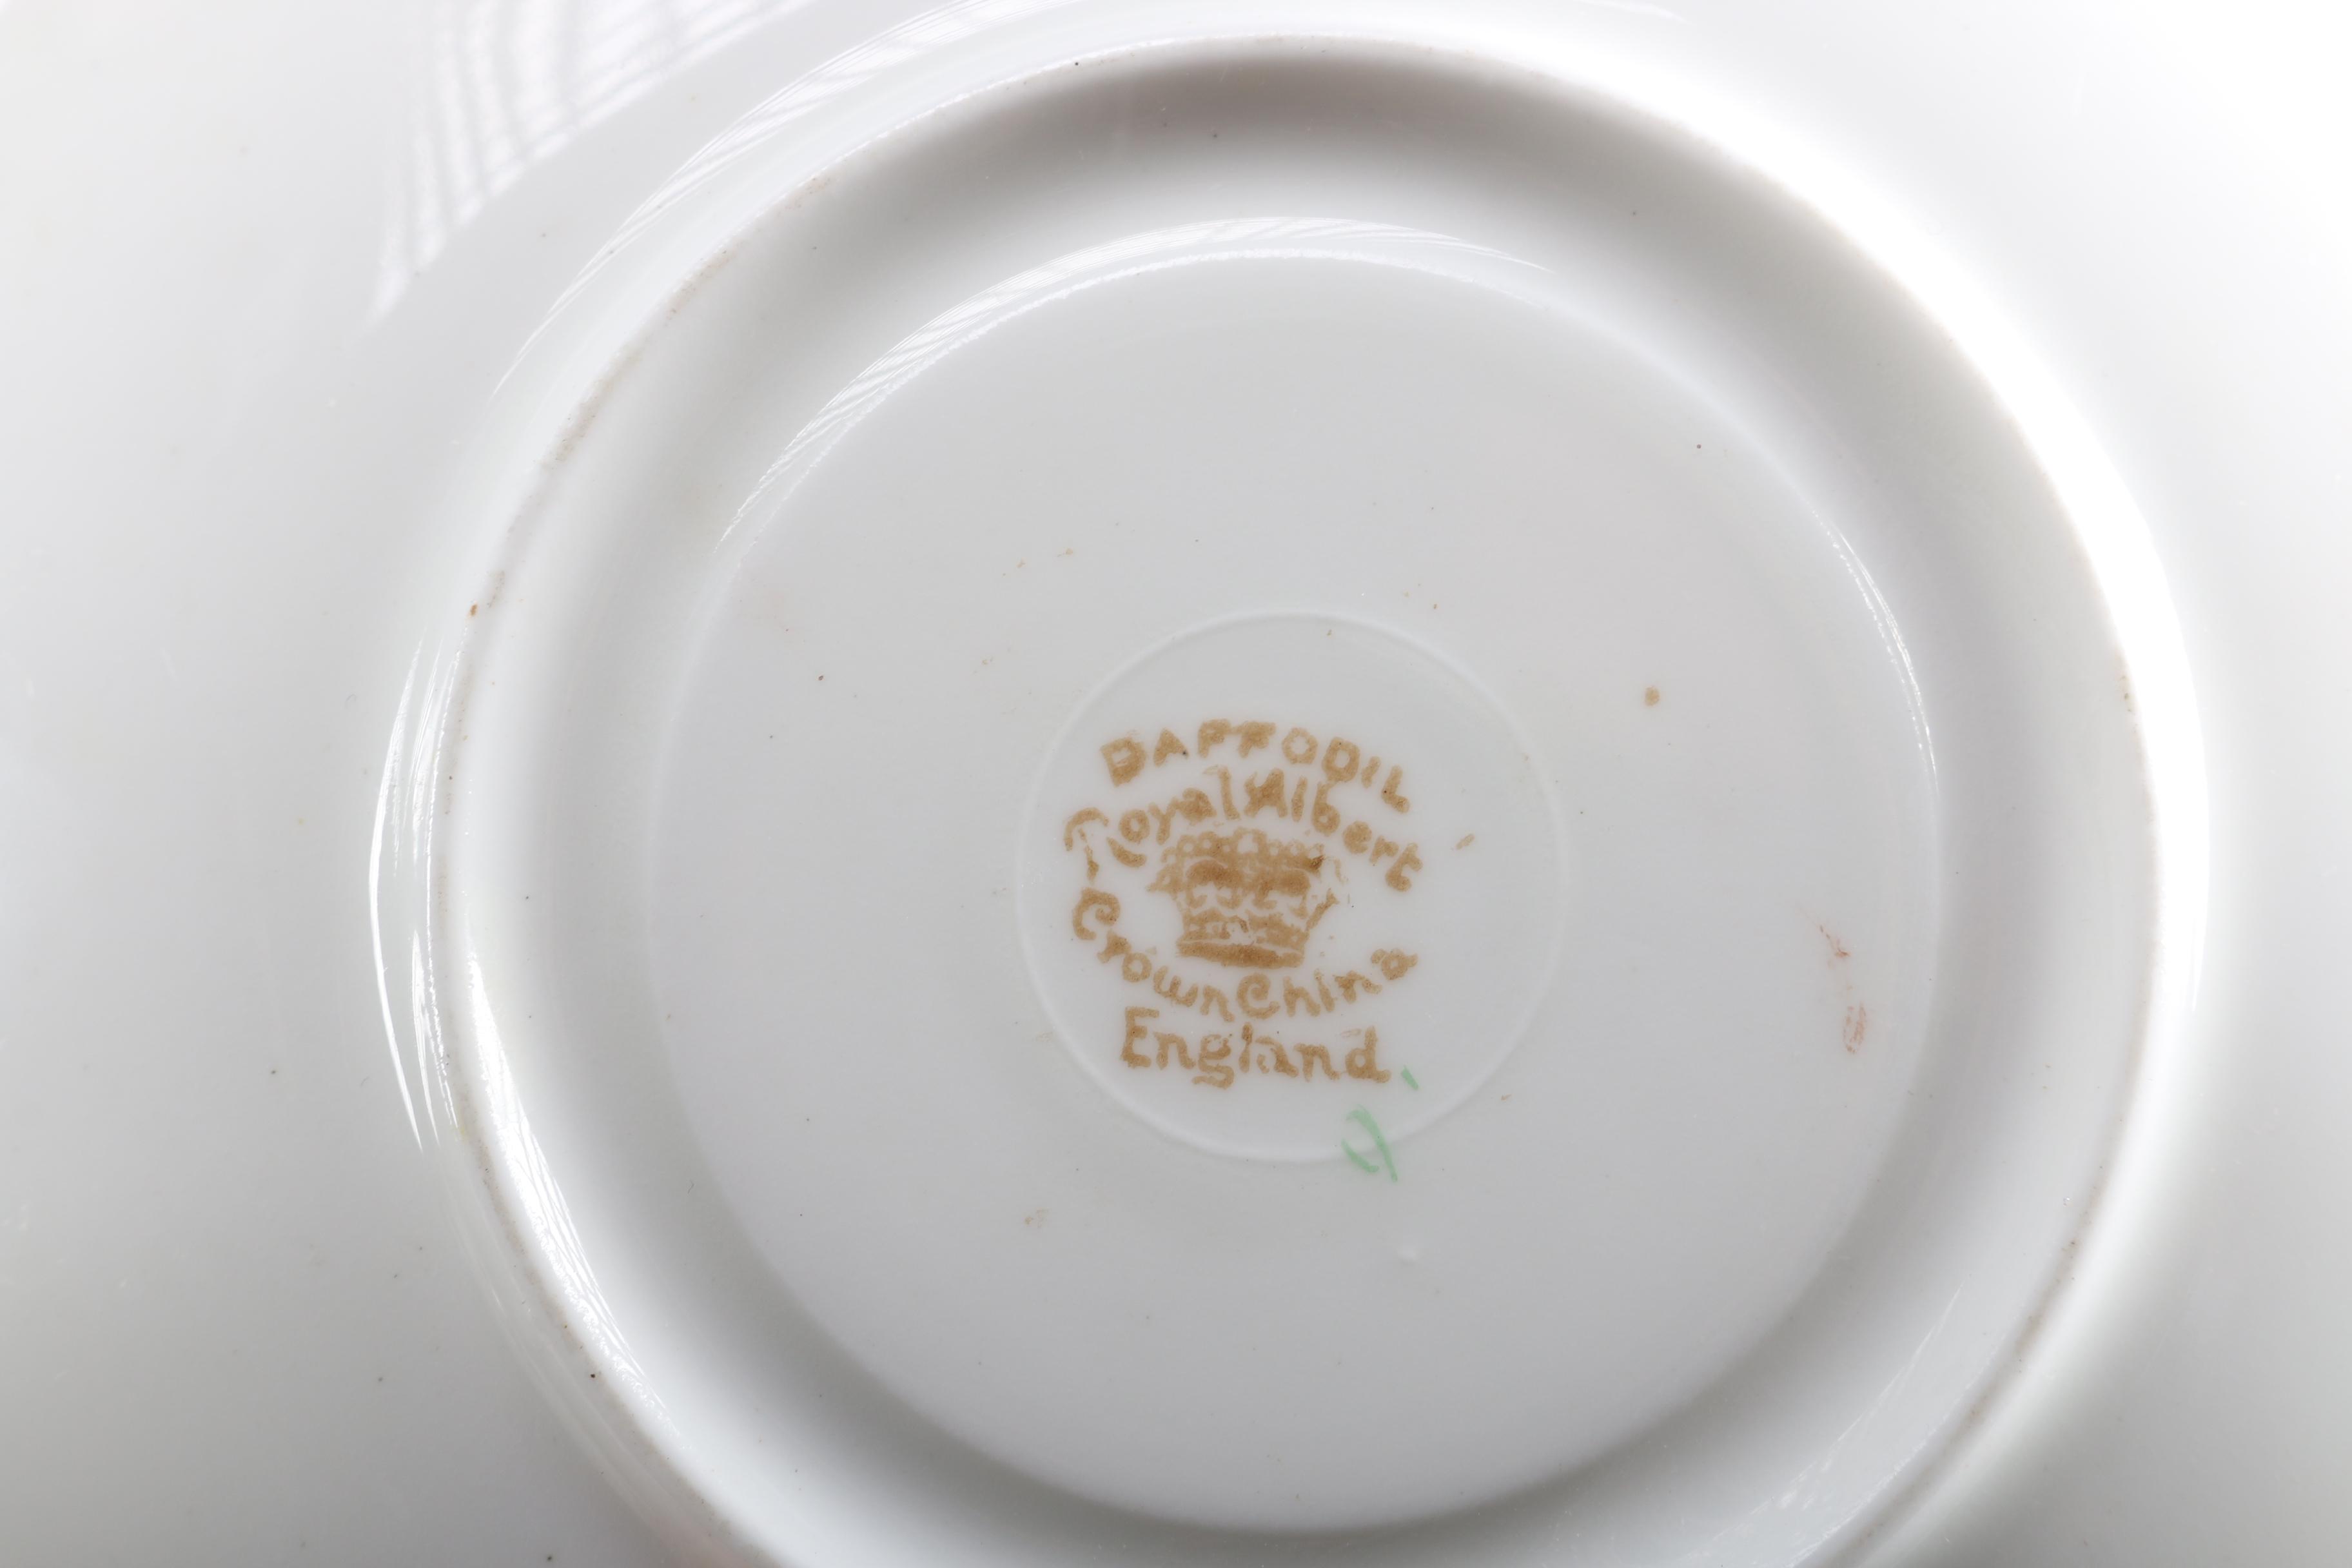 DAFFODIL
Royal Albert
Crown China
England